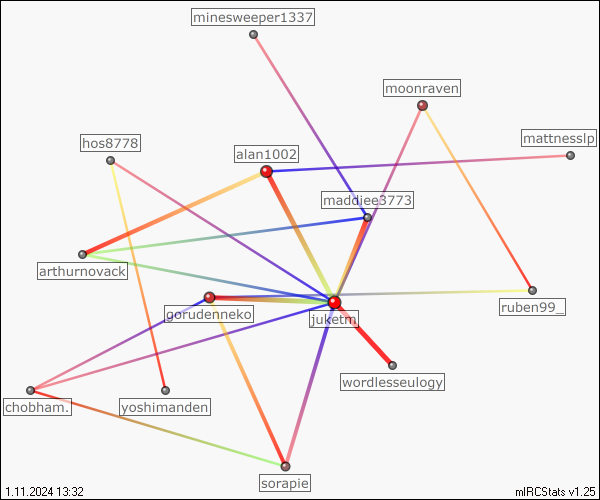 minesweeper1337
moonraven
mattnesslp
hos8778
alan1002
maddiee3773
arthurnovack
gorudenneko
juketm
ruben99_
wordlesseulogy
chobham.
yoshimanden
sorapie
1.11.2024 13:32
mIRCStats v1.25